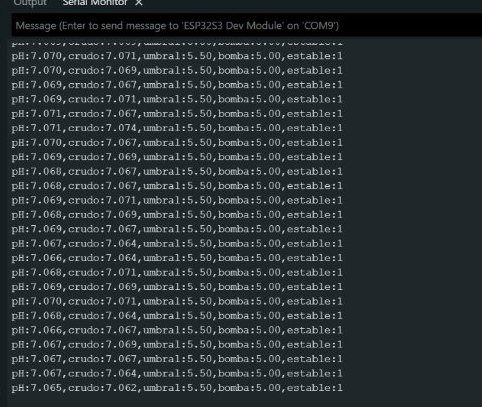 Output Serial Monitor X
Message (Enter to send message to 'ESP32S3 Dev Module' on 'COM9')
pH:7.070,crudo:7.071,umbral:5.50,bomba:5.00,estable:1
pH:7.070,crudo:7.069,umbral:5.50,bomba:5.00,estable:1
pH:7.069,crudo:7.067,umbral:5.50,bomba:5.00,estable:1
pH:7.069,crudo:7.071,umbral:5.50,bomba:5.00,estable:1
pH:7.071,crudo:7.067,umbral:5.50,bomba:5.00,estable:1
pH:7.071,crudo:7.074,umbral:5.50,bomba:5.00,estable:1
pH:7.070,crudo:7.067,umbral:5.50,bomba:5.00,estable:1
pH:7.069,crudo:7.069,umbral:5.50,bomba:5.00,estable:1
pH:7.068,crudo:7.067,umbral:5.50,bomba:5.00,estable:1
pH:7.068,crudo:7.067,umbral:5.50,bomba:5.00,estable:1
pH:7.069,crudo:7.071,umbral:5.50,bomba:5.00,estable:1
pH:7.068,crudo:7.069,umbral:5.50,bomba:5.00,estable:1
pH:7.069,crudo:7.067,umbral:5.50,bomba:5.00,estable:1
pH:7.067,crudo:7.064,umbral:5.50,bomba:5.00,estable:1
pH:7.066,crudo:7.064,umbral:5.50,bomba:5.00,estable:1
pH:7.068,crudo:7.071,umbral:5.50,bomba:5.00,estable:1
pH:7.069,crudo:7.069,umbral:5.50,bomba:5.00,estable:1
pH:7.070,crudo:7.071,umbral:5.50,bomba:5.00,estable:1
pH:7.068,crudo:7.064,umbral:5.50,bomba:5.00,estable:1
pH:7.066,crudo:7.067,umbral:5.50,bomba:5.00,estable:1
pH:7.067,crudo:7.069,umbral:5.50,bomba:5.00,estable:1
pH:7.067,crudo:7.067,umbral:5.50,bomba:5.00,estable:1
pH:7.067,crudo:7.064,umbral:5.50,bomba:5.00,estable:1
pH:7.065,crudo:7.062,umbral:5.50,bomba:5.00,estable:1